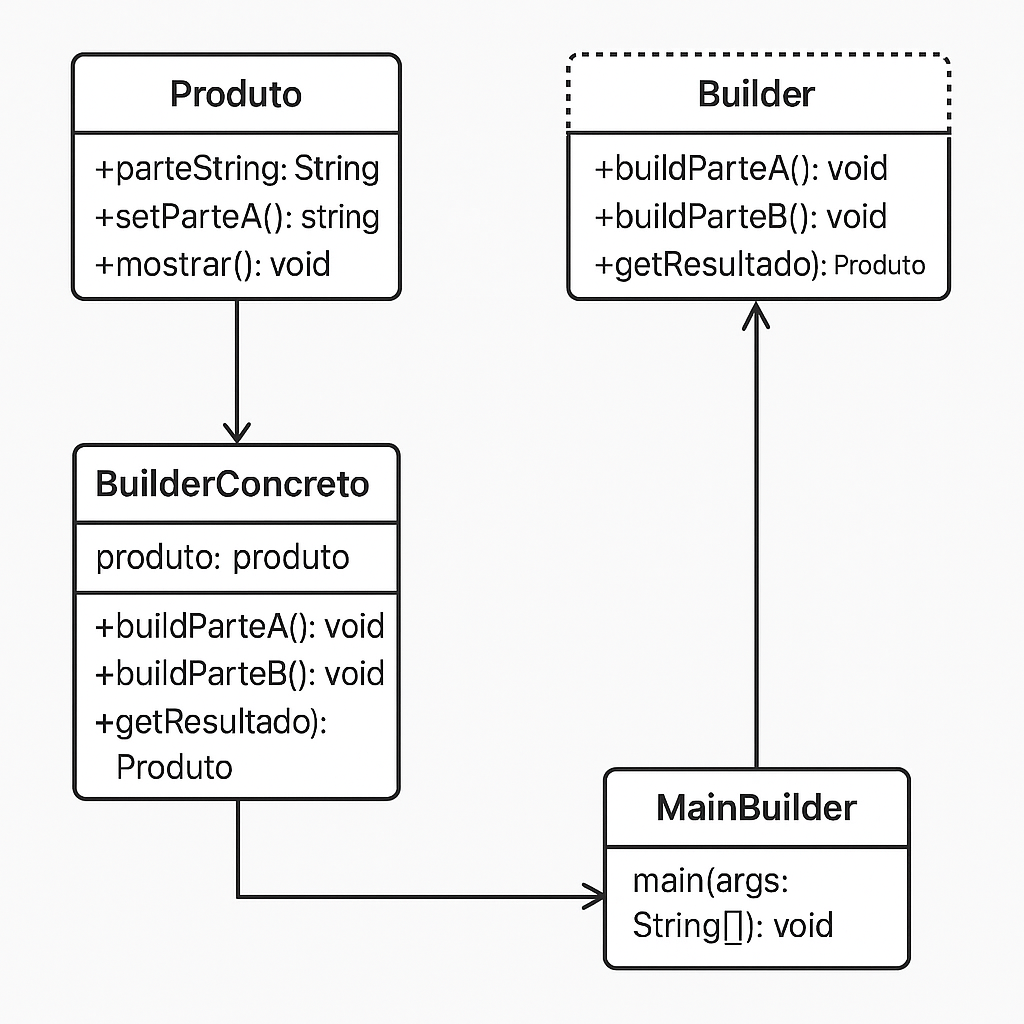 Produto
+parteString: String
+setParteA(): string
+mostrar(): void
Builder
+buildParteA(): void
+buildParteB(): void
+getResultado): Produto
BuilderConcreto
produto: produto
+buildParteA(): void
+buildParteB(): void
+getResultado):
Produto
MainBuilder
main(args:
String[]): void